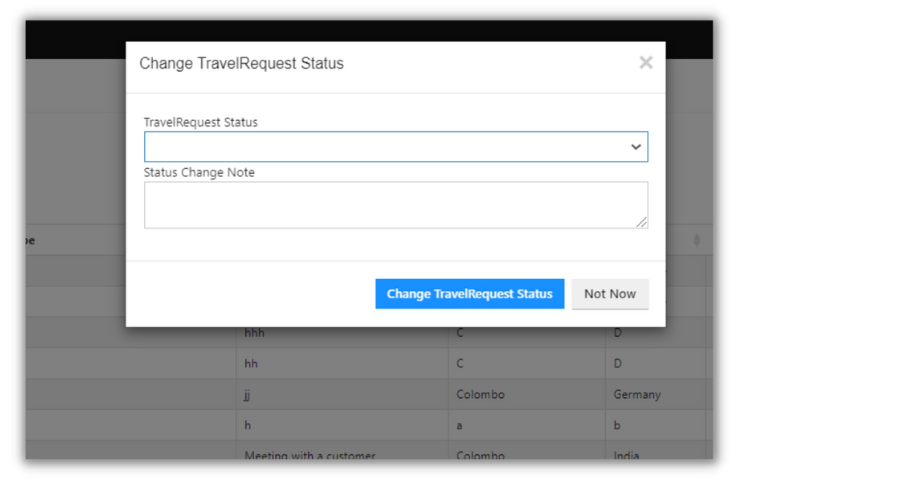 Change TravelRequest Status ×
TravelRequest Status
Status Change Note
Change TravelRequest Status Not Now
hhh C D
hh C D
jj Colombo Germany
h a b
Meeting with a customer Colombo India